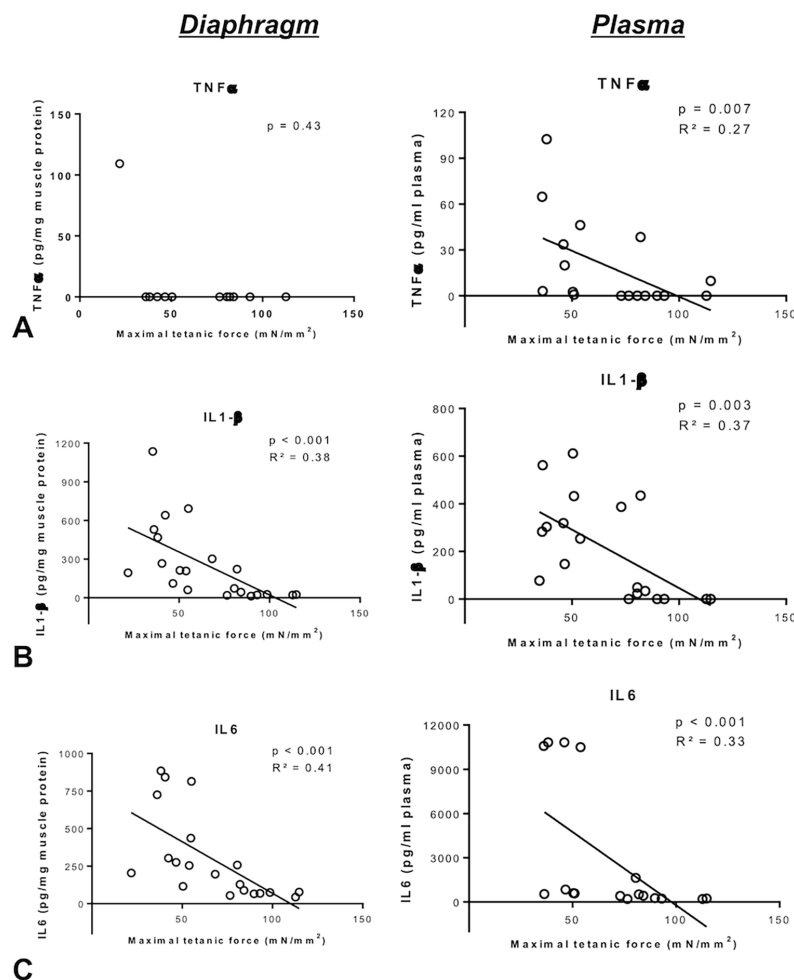 Diaphragm
Plasma
TNFα
p = 0.43
TNFα (pg/mg muscle protein)
150
100
50
0
0
50
100
150
Maximal tetanic force (mN/mm²)
A
TNFα
p = 0.007
R² = 0.27
TNFα (pg/ml plasma)
120
90
60
30
0
50
100
150
Maximal tetanic force (mN/mm²)
IL1-β
p < 0.001
R² = 0.38
IL1-β (pg/mg muscle protein)
1200
900
600
300
0
50
100
150
Maximal tetanic force (mN/mm²)
B
IL1-β
p = 0.003
R² = 0.37
IL1-β (pg/ml plasma)
800
600
400
200
0
50
100
150
Maximal tetanic force (mN/mm²)
IL6
p < 0.001
R² = 0.41
IL6 (pg/mg muscle protein)
1000
750
500
250
0
50
100
150
Maximal tetanic force (mN/mm²)
C
IL6
p < 0.001
R² = 0.33
IL6 (pg/ml plasma)
12000
9000
6000
3000
0
50
100
150
Maximal tetanic force (mN/mm²)